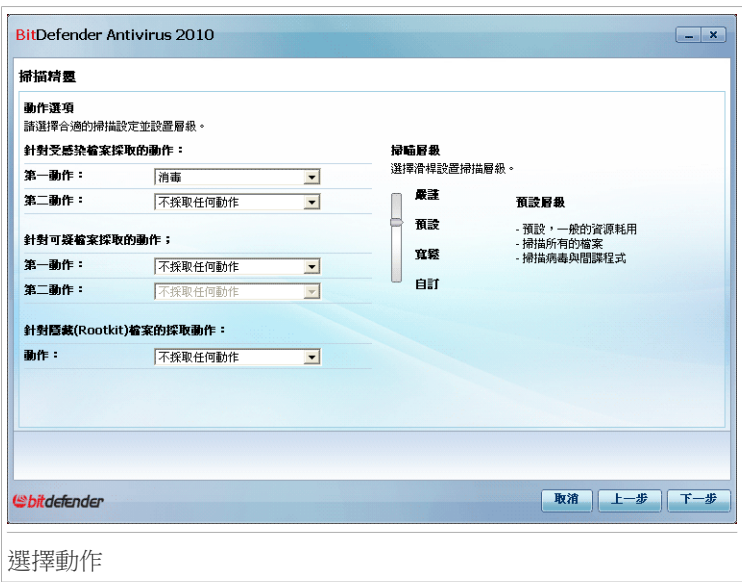 BitDefender Antivirus 2010
掃描精靈
動作選項
請選擇合適的掃描設定並設置層級。
針對受感染檔案採取的動作：
第一動作： 消毒
第二動作： 不採取任何動作
針對可疑檔案採取的動作；
第一動作： 不採取任何動作
第二動作： 不採取任何動作
針對隱藏(Rootkit)檔案的採取動作：
動作： 不採取任何動作
掃瞄層級
選擇滑桿設置掃描層級。
嚴謹
預設
寬鬆
自訂
預設層級
- 預設，一般的資源耗用
- 掃描所有的檔案
- 掃描病毒與間諜程式
bitdefender
取消 上一步 下一步
選擇動作